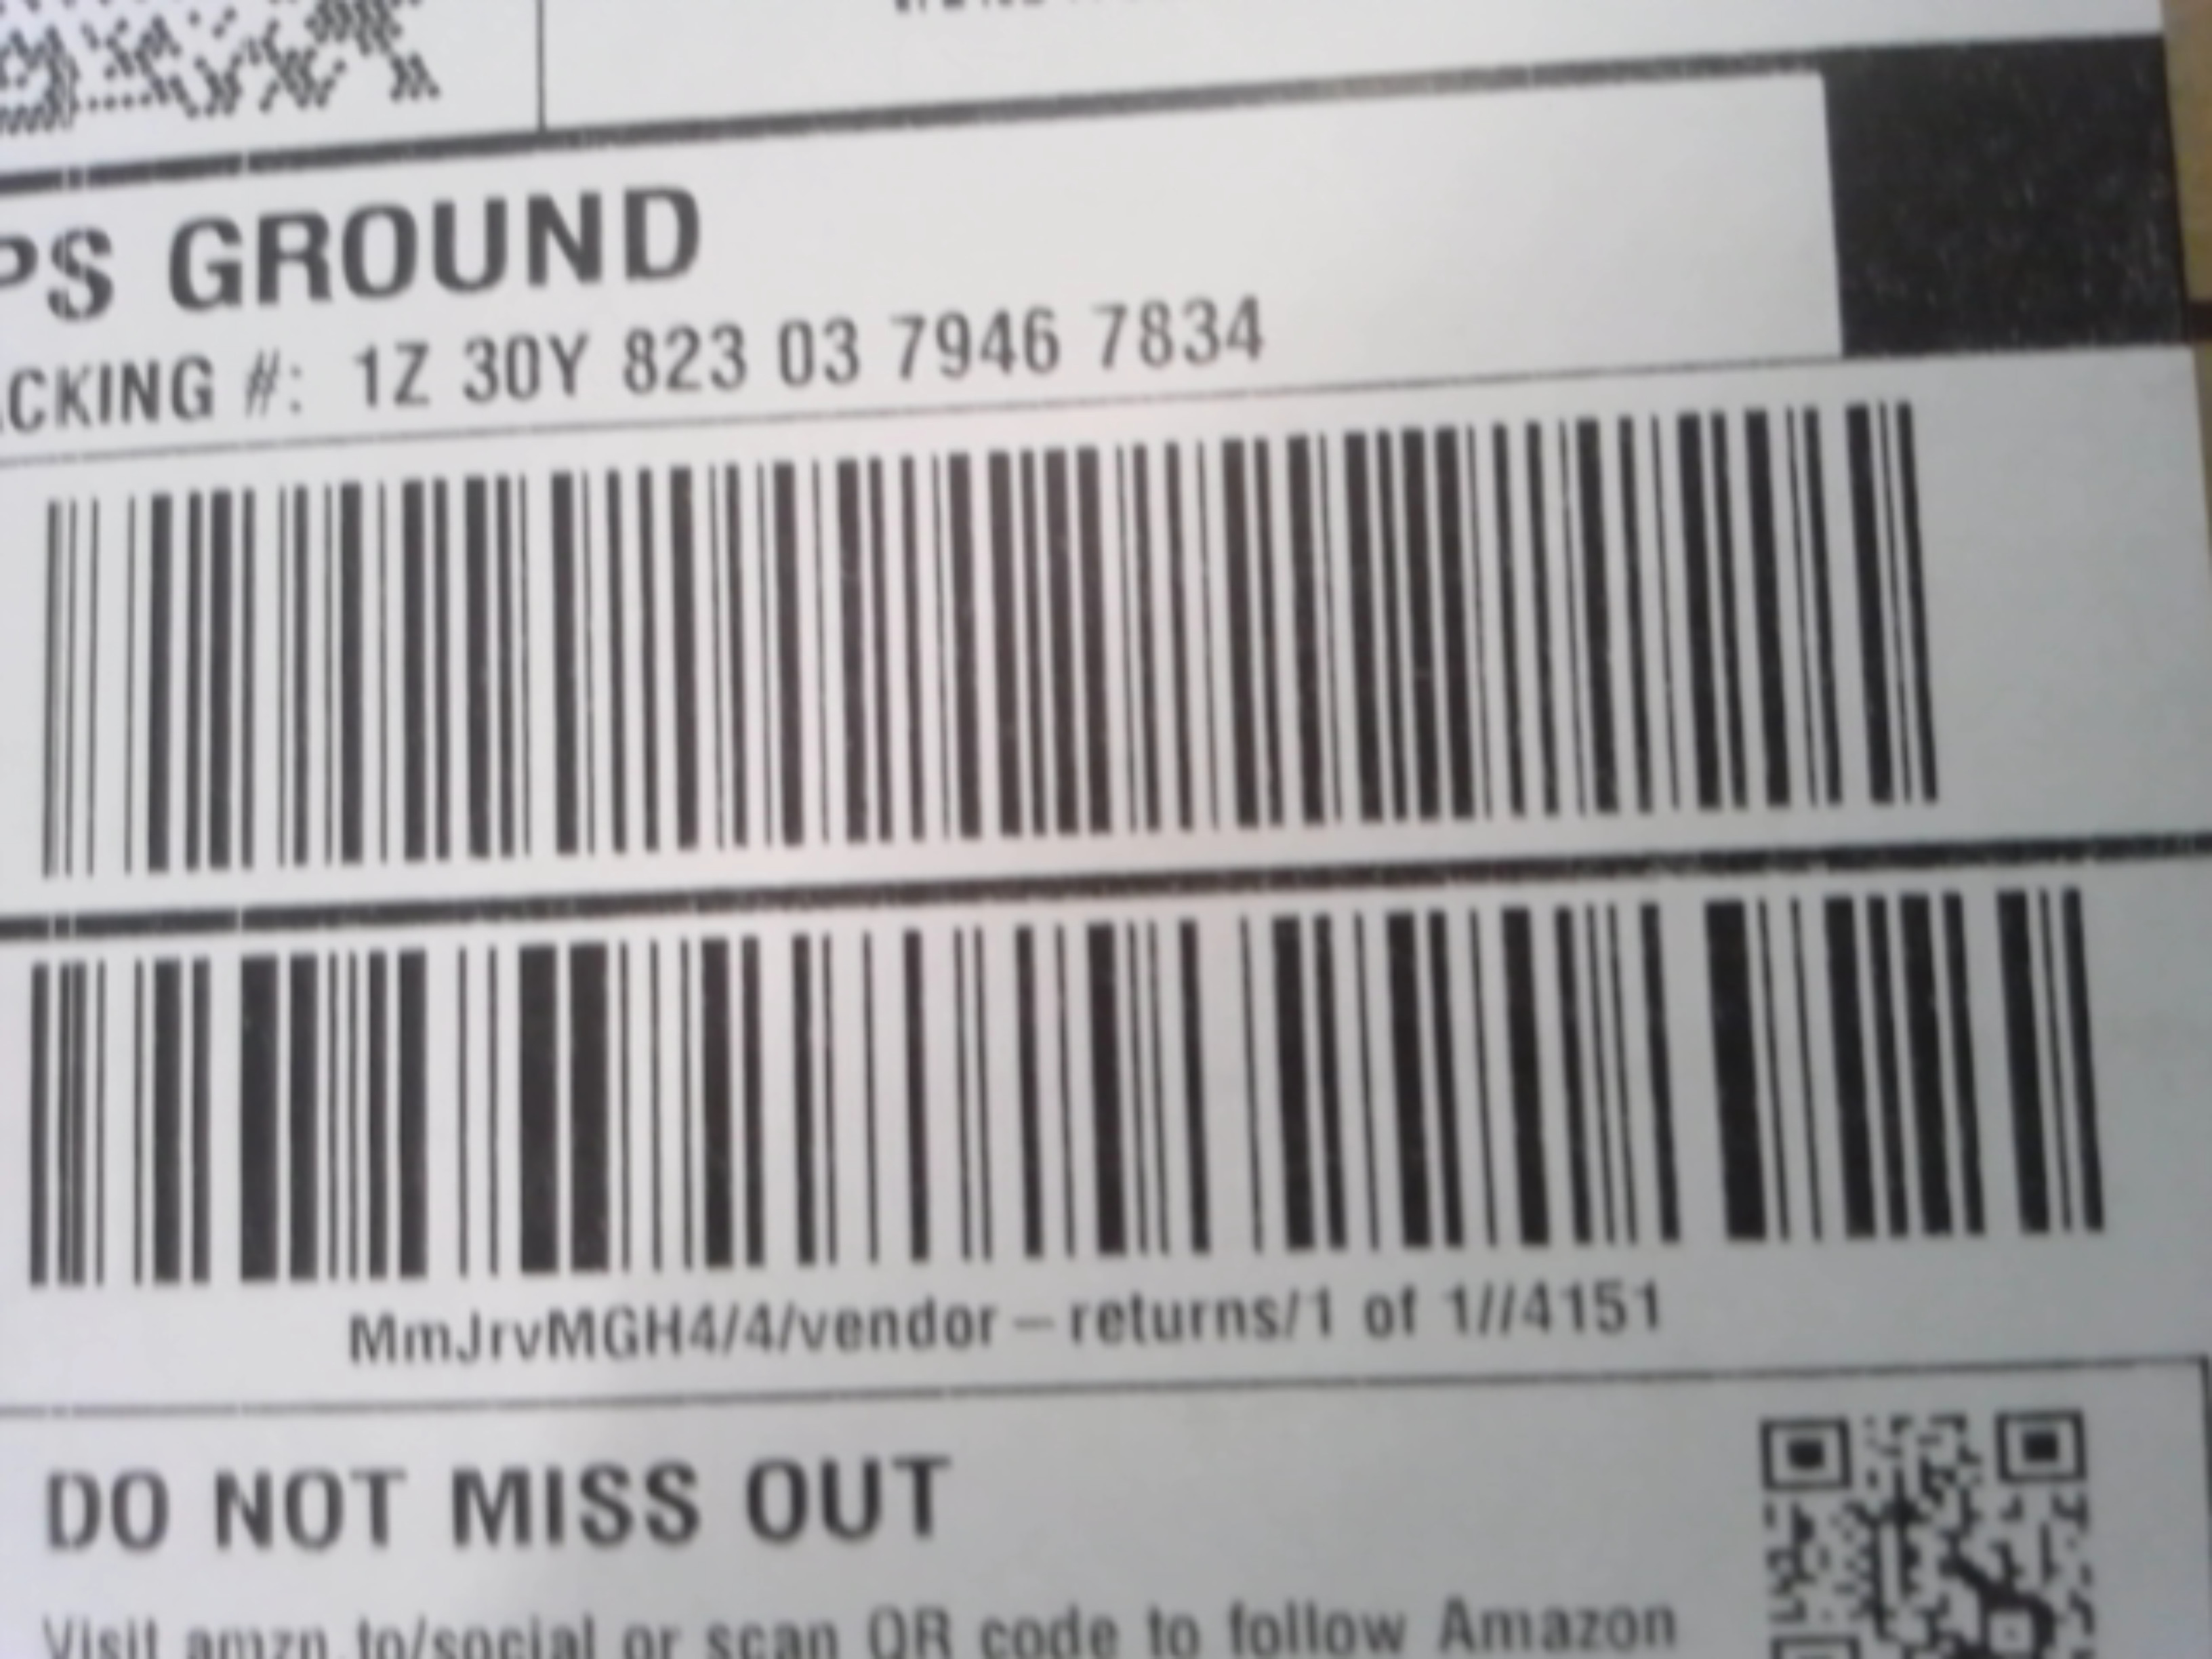 PS GROUND
ACKING #: 1Z 30Y 823 03 7946 7834
MmJrvMGH4/4/vendor-returns/1 of 1//4151
DO NOT MISS OUT
Visit amzn.to/social or scan QR code to follow Amazon